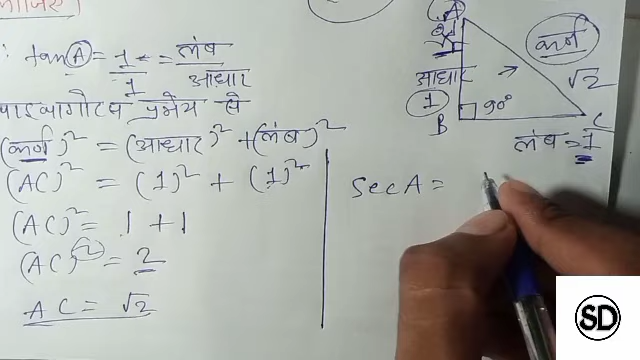 ∵ tan A = 1/1 = लंब/आधार
पाइथागोरस प्रमेय से
(कर्ण)² = (आधार)² + (लंब)²
(AC)² = (1)² + (1)²
(AC)² = 1 + 1
(AC)² = 2
AC = √2
A
कर्ण
आधार
√2
1
90°
B
C
लंब = 1
secA =
SD